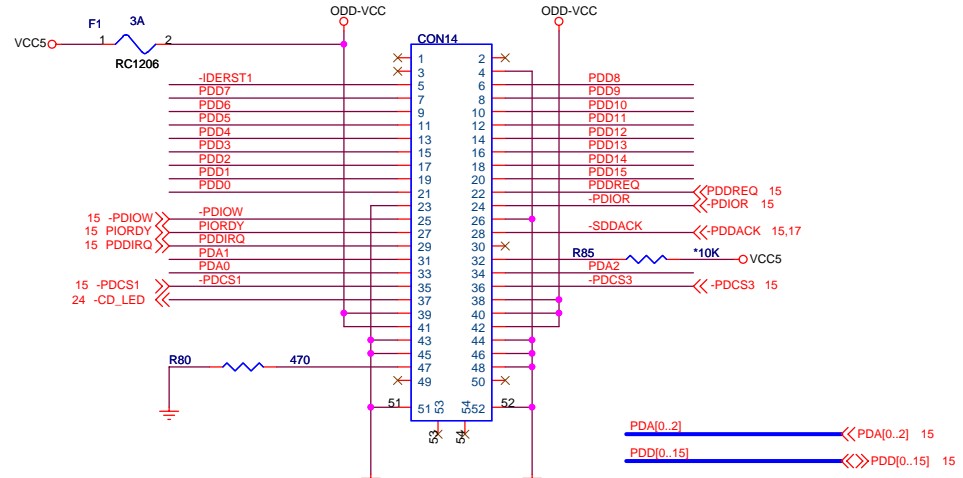 ODD-VCC ODD-VCC
F1 3A
VCC5 1 2
RC1206
CON14
1 2
3 4
-IDERST1 5 6 PDD8
PDD7 7 8 PDD9
PDD6 9 10 PDD10
PDD5 11 12 PDD11
PDD4 13 14 PDD12
PDD3 15 16 PDD13
PDD2 17 18 PDD14
PDD1 19 20 PDD15
PDD0 21 22 PDDREQ PDDREQ 15
23 24 -PDIOR -PDIOR 15
15 -PDIOW -PDIOW 25 26
15 PIORDY PIORDY 27 28 -SDDACK -PDDACK 15,17
15 PDDIRQ PDDIRQ 29 30
PDA1 31 32 R85 *10K VCC5
PDA0 33 34 PDA2
15 -PDCS1 -PDCS1 35 36 -PDCS3 -PDCS3 15
24 -CD_LED 37 38
39 40
41 42
43 44
45 46
R80 470 47 48
49 50
51 51 53 54 52 52
53 54
PDA[0..2] PDA[0..2] 15
PDD[0..15] PDD[0..15] 15